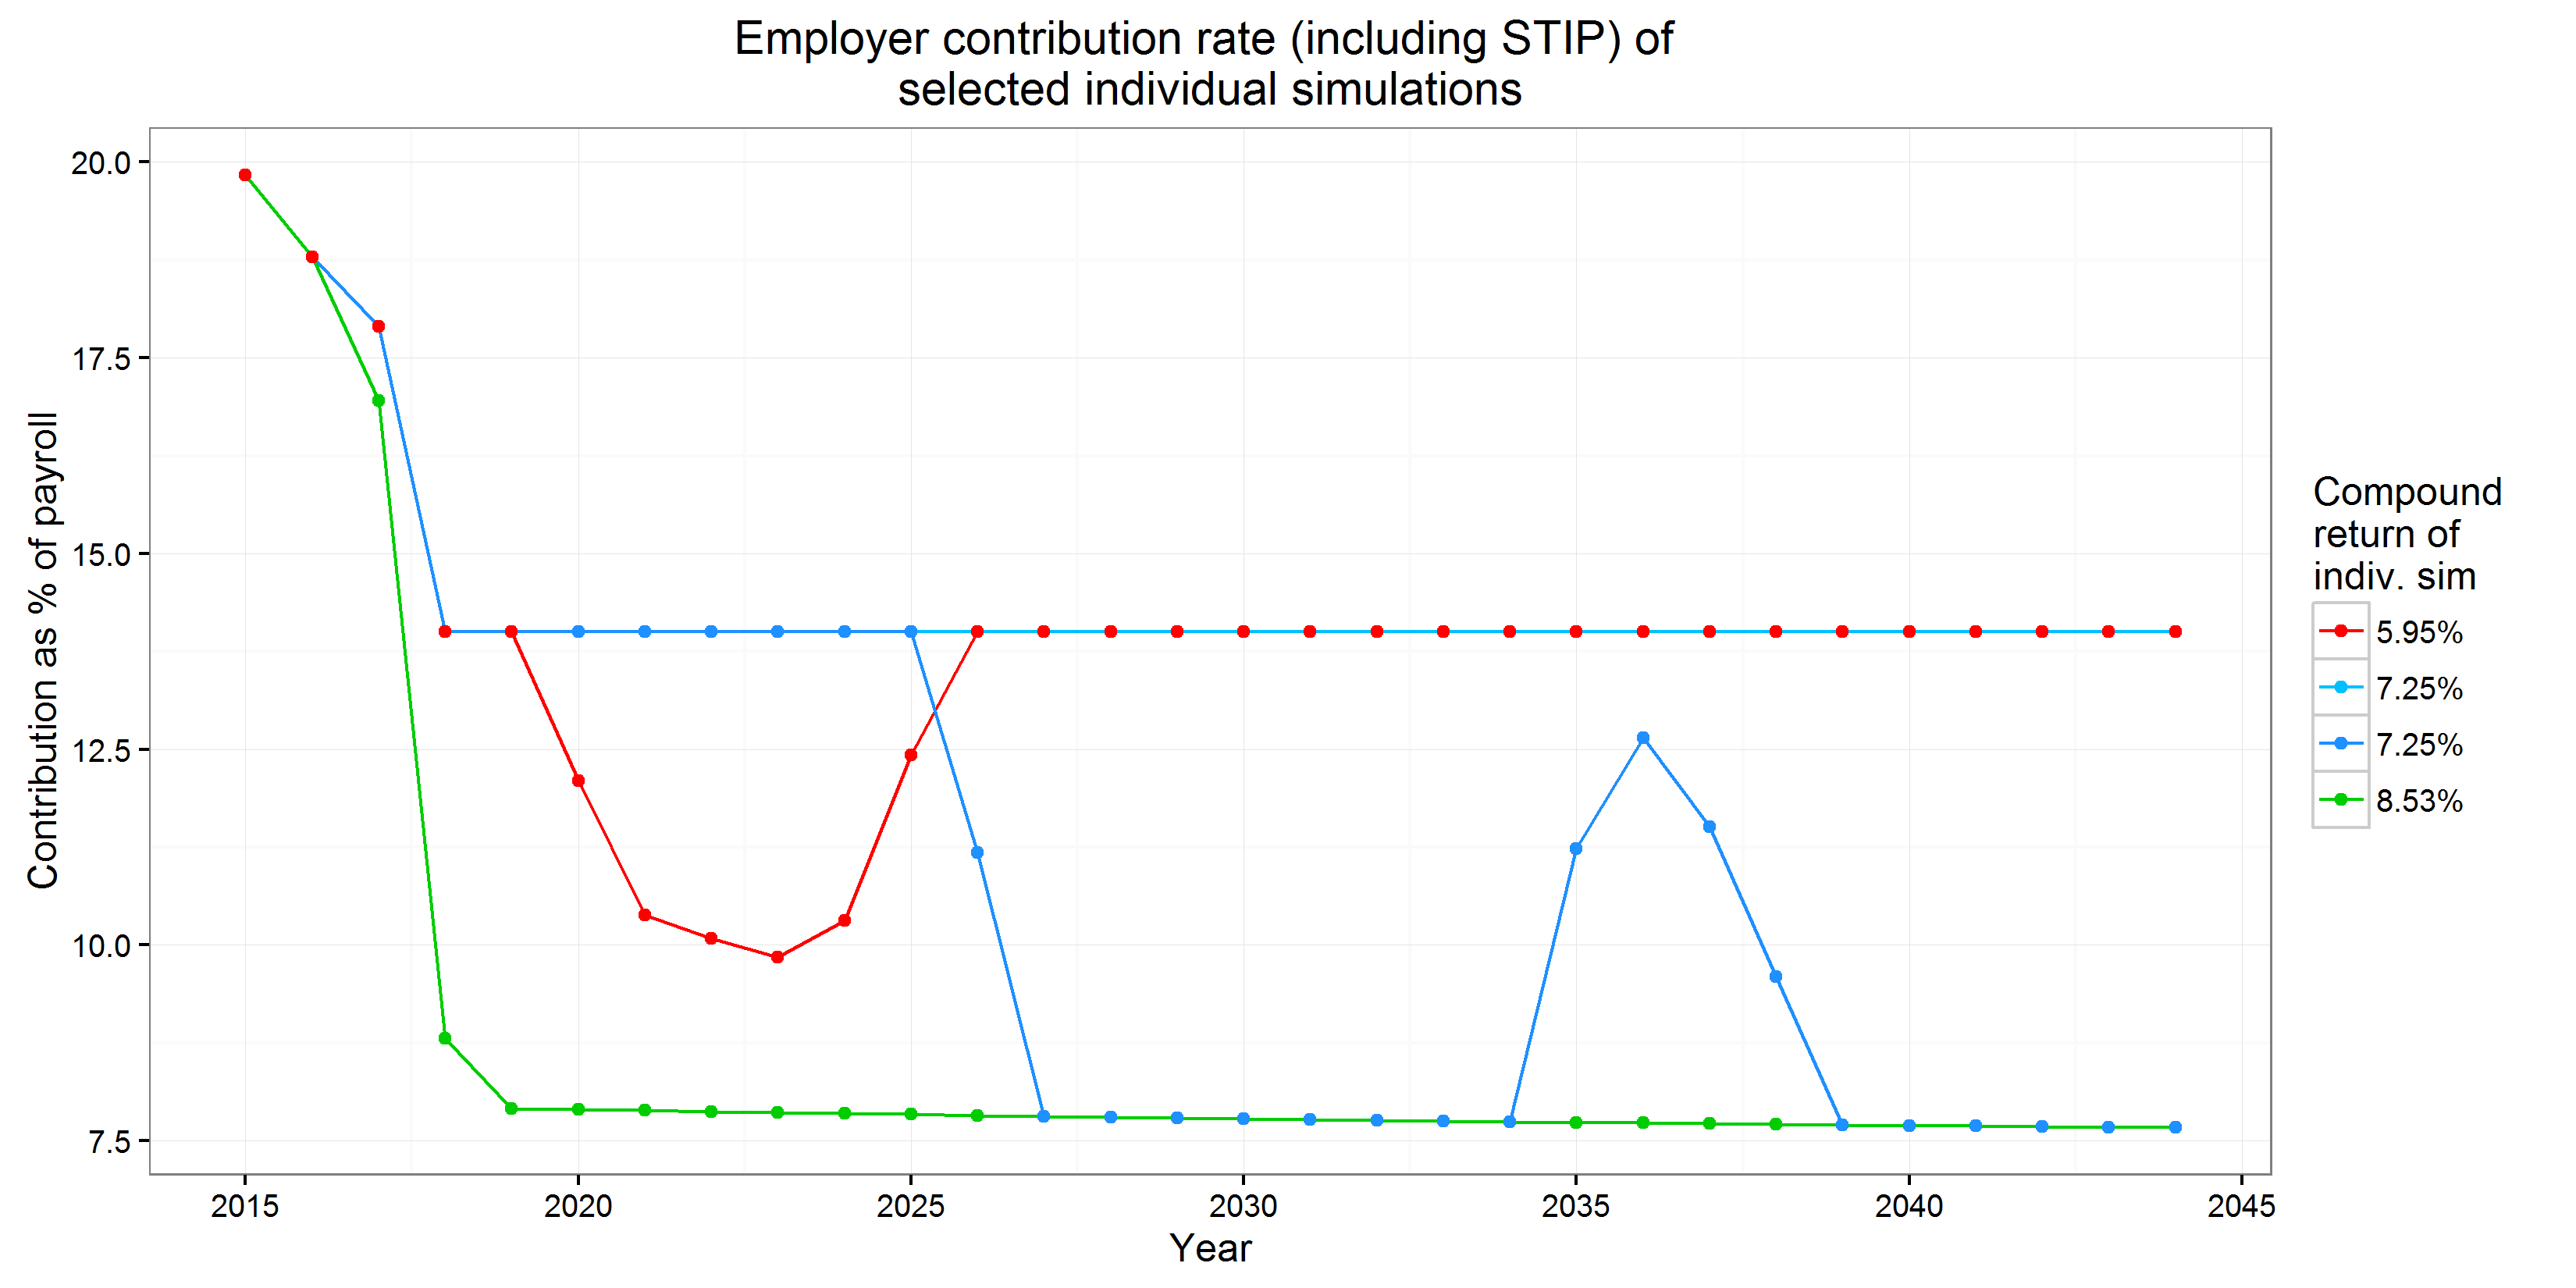 Employer contribution rate (including STIP) of
selected individual simulations
Contribution as % of payroll
20.0
17.5
15.0
12.5
10.0
7.5
2015
2020
2025
2030
2035
2040
2045
Year
Compound
return of
indiv. sim
5.95%
7.25%
7.25%
8.53%